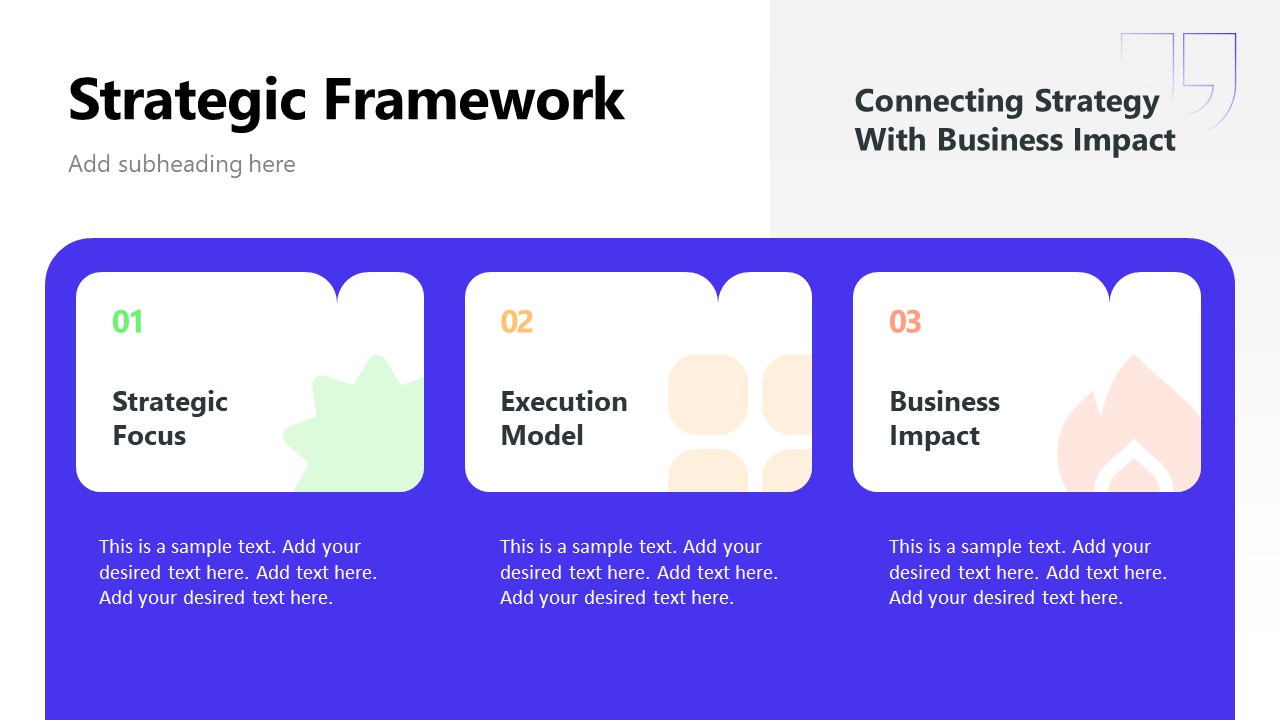 Strategic Framework
Add subheading here
Connecting Strategy
With Business Impact
01
Strategic
Focus
02
Execution
Model
03
Business
Impact
This is a sample text. Add your
desired text here. Add text here.
Add your desired text here.
This is a sample text. Add your
desired text here. Add text here.
Add your desired text here.
This is a sample text. Add your
desired text here. Add text here.
Add your desired text here.